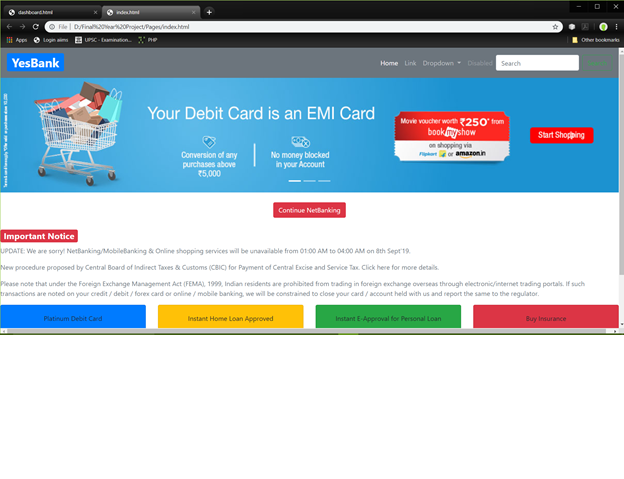 dashboard.html
index.html
File | D:/Final%20Year%20Project/Pages/index.html
Apps Login aims UPSC - Examination... PHP Other bookmarks
YesBank Home Link Dropdown Disabled Search
Your Debit Card is an EMI Card
Conversion of any
purchases above
₹5,000
No money blocked
in your Account
Movie voucher worth ₹250* from
bookmyshow
on shopping via
Flipkart or amazon.in
Start Shopping
Continue NetBanking
Important Notice
UPDATE: We are sorry! NetBanking/MobileBanking & Online shopping services will be unavailable from 01:00 AM to 04:00 AM on 8th Sept'19.
New procedure proposed by Central Board of Indirect Taxes & Customs (CBIC) for Payment of Central Excise and Service Tax. Click here for more details.
Please note that under the Foreign Exchange Management Act (FEMA), 1999, Indian residents are prohibited from trading in foreign exchange overseas through electronic/internet trading portals. If such
transactions are noted on your credit / debit / forex card or online / mobile banking, we will be constrained to close your card / account held with us and report the same to the regulator.
Platinum Debit Card
Instant Home Loan Approved
Instant E-Approval for Personal Loan
Buy Insurance